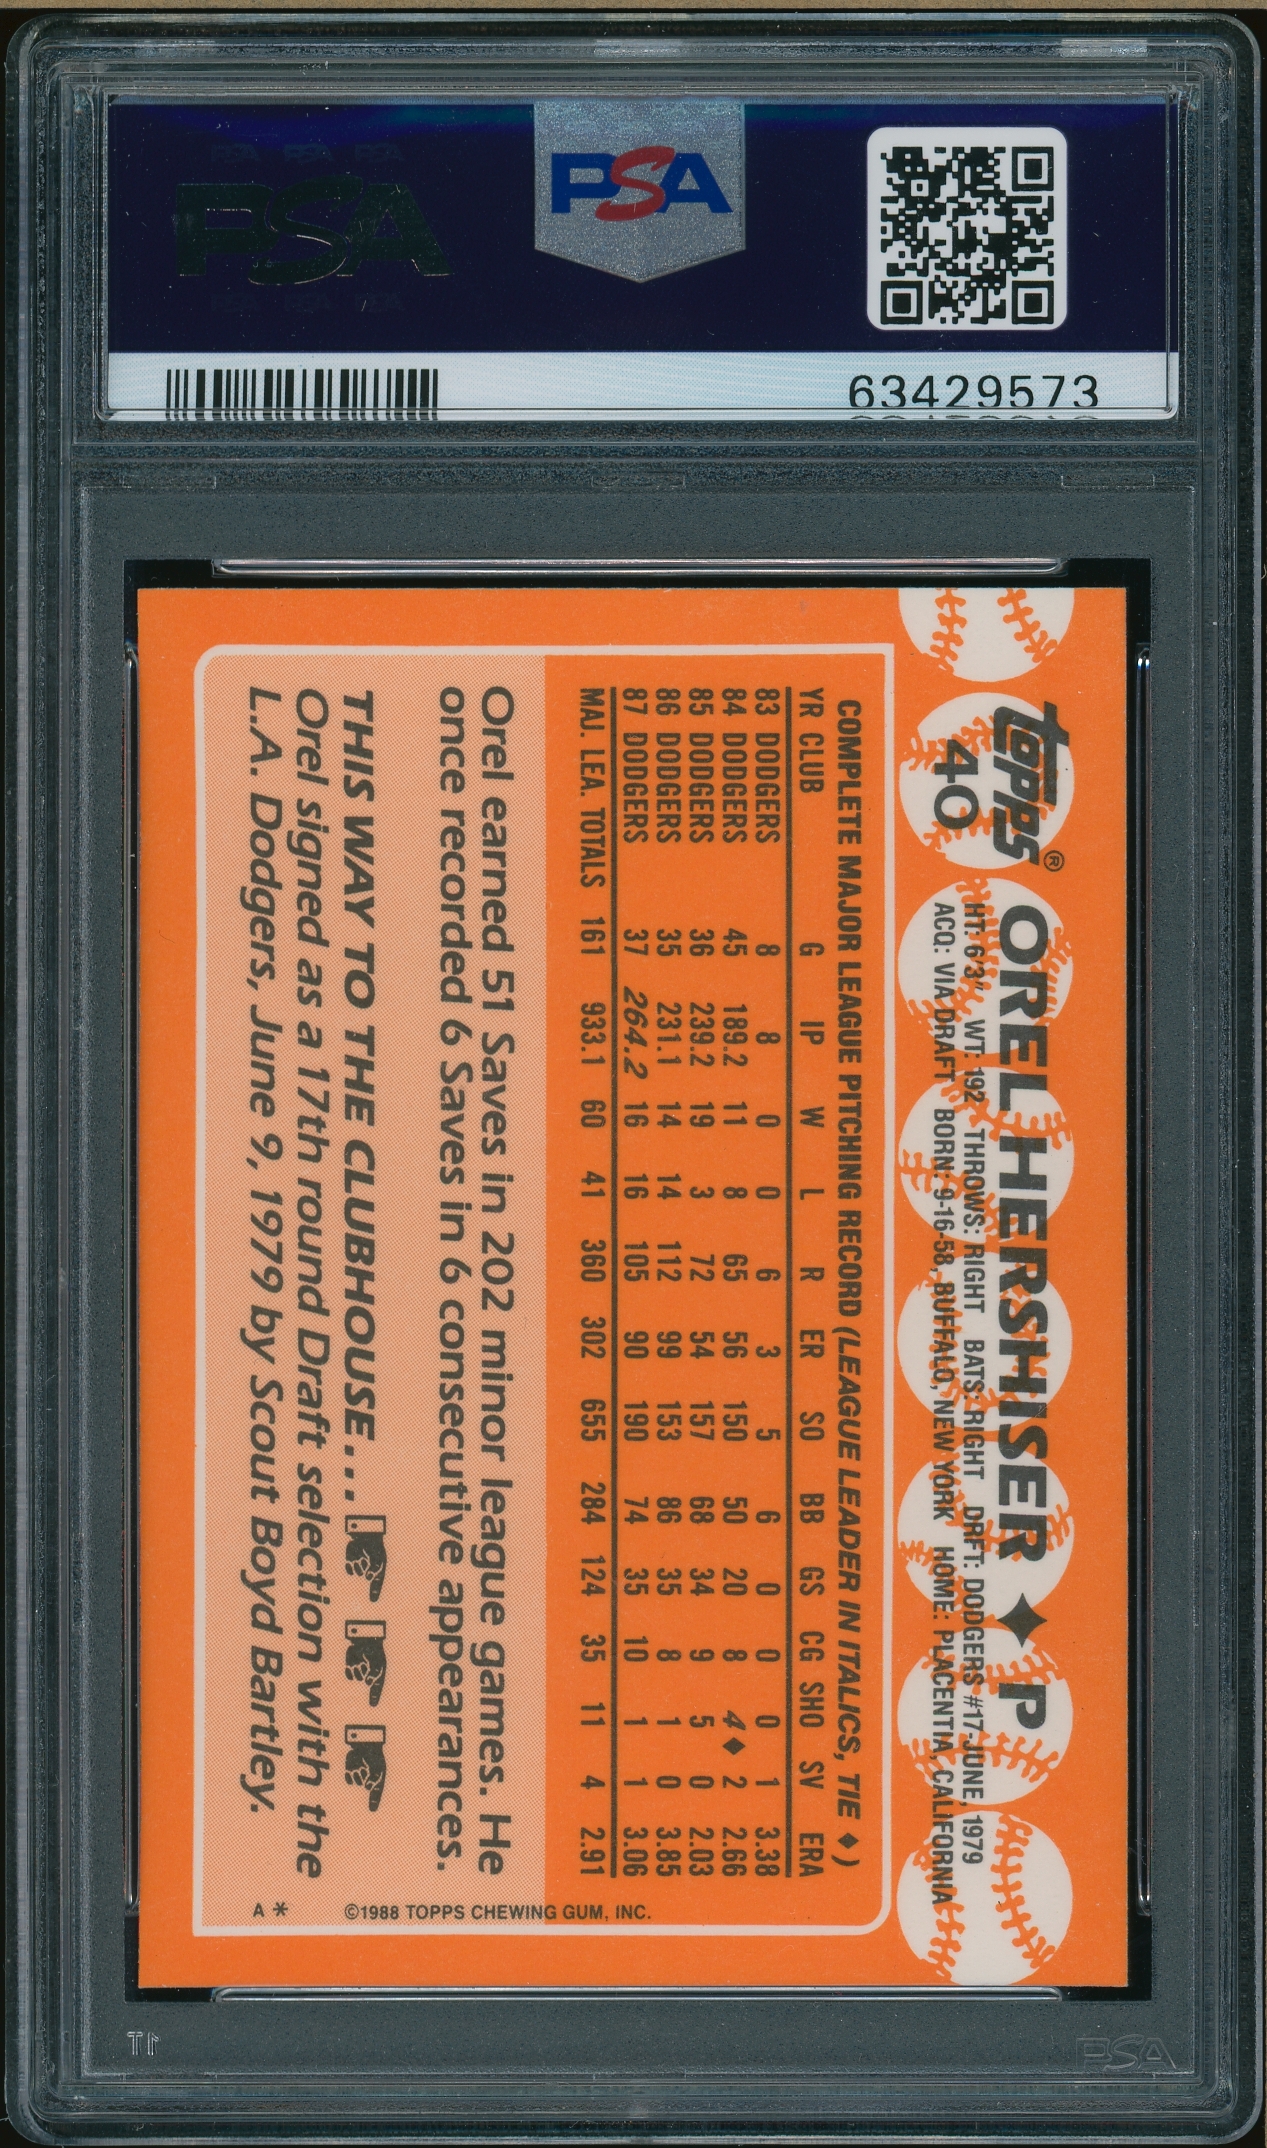 PSA PSA PSA
PSA
PSA
63429573
topps®
40
OREL HERSHISER ◆ P
HT: 6'3" WT: 192 THROWS: RIGHT BATS: RIGHT DRFT: DODGERS #17-JUNE, 1979
ACQ: VIA DRAFT BORN: 9-16-58, BUFFALO, NEW YORK HOME: PLACENTIA, CALIFORNIA
COMPLETE MAJOR LEAGUE PITCHING RECORD (LEAGUE LEADER IN ITALICS, TIE ◆)
YR CLUB G IP W L R ER SO BB GS CG SHO SV ERA
83 DODGERS 8 8 0 0 6 3 5 6 0 0 0 1 3.38
84 DODGERS 45 189.2 11 8 65 56 150 50 20 8 4◆ 2 2.66
85 DODGERS 36 239.2 19 3 72 54 157 68 34 9 5 0 2.03
86 DODGERS 35 231.1 14 14 112 99 153 86 35 8 1 0 3.85
87 DODGERS 37 264.2 16 16 105 90 190 74 35 10 1 1 3.06
MAJ. LEA. TOTALS 161 933.1 60 41 360 302 655 284 124 35 11 4 2.91
Orel earned 51 Saves in 202 minor league games. He
once recorded 6 Saves in 6 consecutive appearances.
THIS WAY TO THE CLUBHOUSE...
Orel signed as a 17th round Draft selection with the
L.A. Dodgers, June 9, 1979 by Scout Boyd Bartley.
©1988 TOPPS CHEWING GUM, INC.
A *
PSA